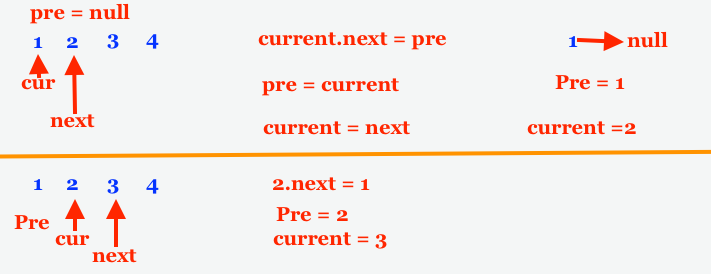 pre = null
1 2 3 4
cur
next
current.next = pre
pre = current
current = next
1 null
Pre = 1
current =2
1 2 3 4
Pre
cur
next
2.next = 1
Pre = 2
current = 3